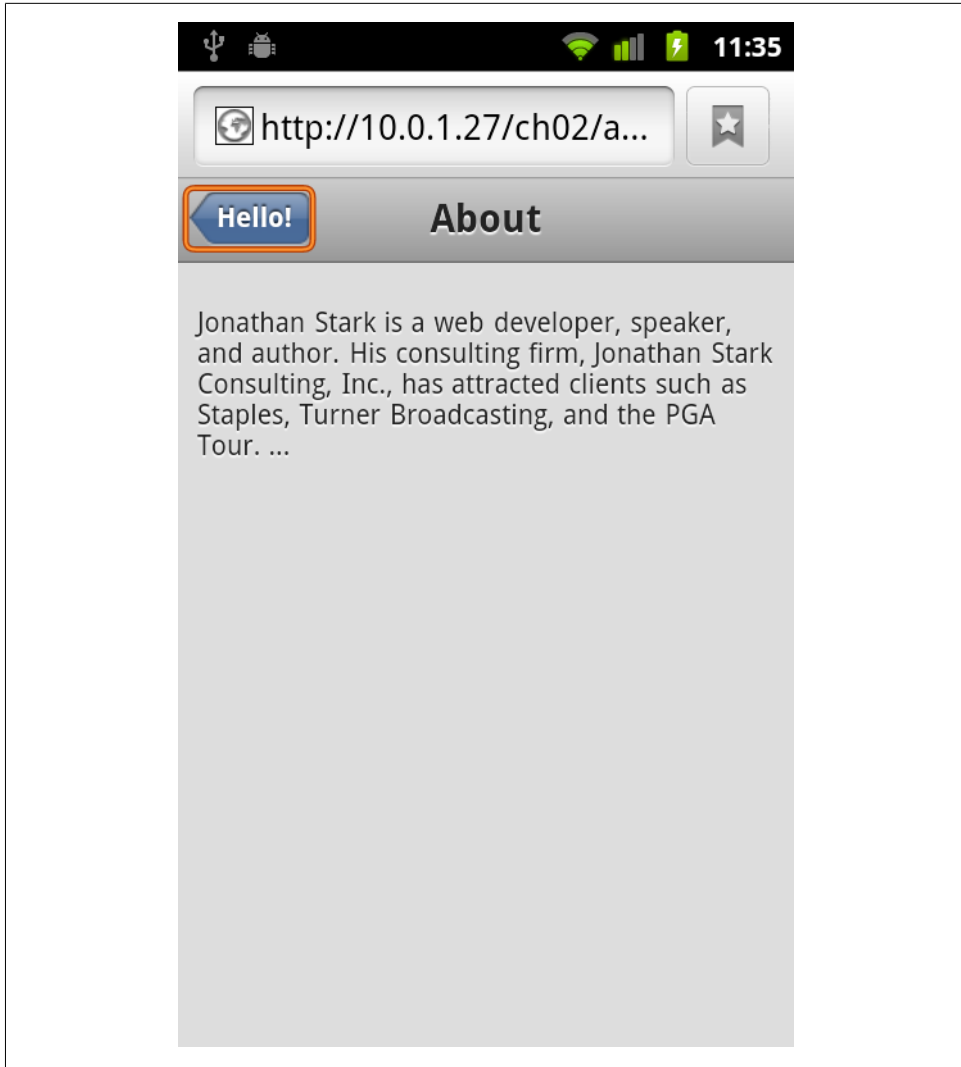 11:35
http://10.0.1.27/ch02/a...
Hello! About
Jonathan Stark is a web developer, speaker,
and author. His consulting firm, Jonathan Stark
Consulting, Inc., has attracted clients such as
Staples, Turner Broadcasting, and the PGA
Tour. ...